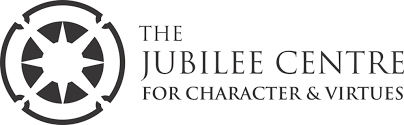 THE
JUBILEE CENTRE
FOR CHARACTER & VIRTUES